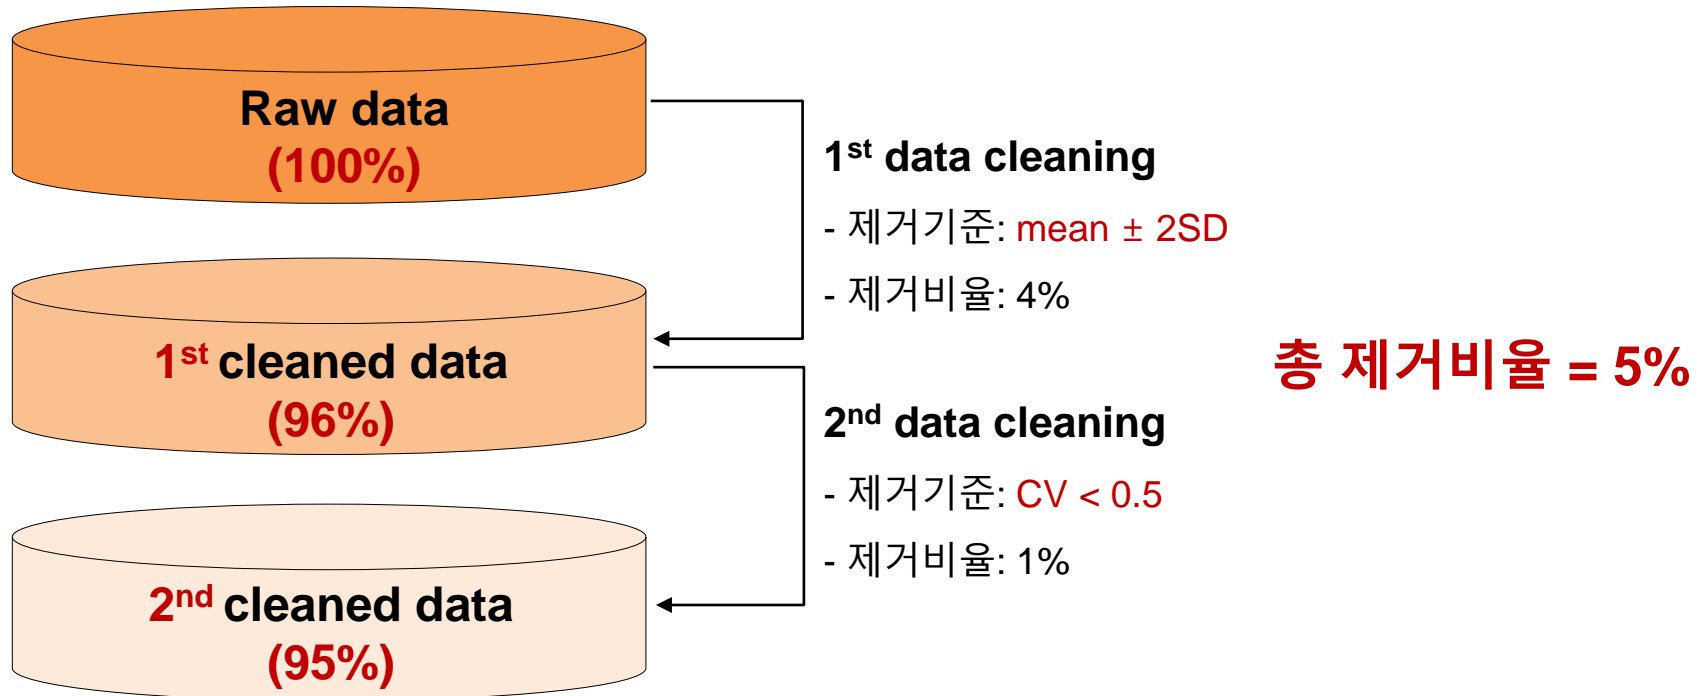 Raw data
(100%)
1st data cleaning
- 제거기준: mean ± 2SD
- 제거비율: 4%
1st cleaned data
(96%)
총 제거비율 = 5%
2nd data cleaning
- 제거기준: CV < 0.5
- 제거비율: 1%
2nd cleaned data
(95%)